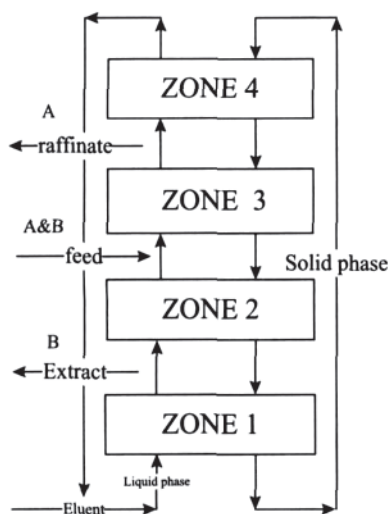 ZONE 4
A
raffinate
ZONE 3
A&B
feed
Solid phase
ZONE 2
B
Extract
ZONE 1
Liquid phase
Eluent